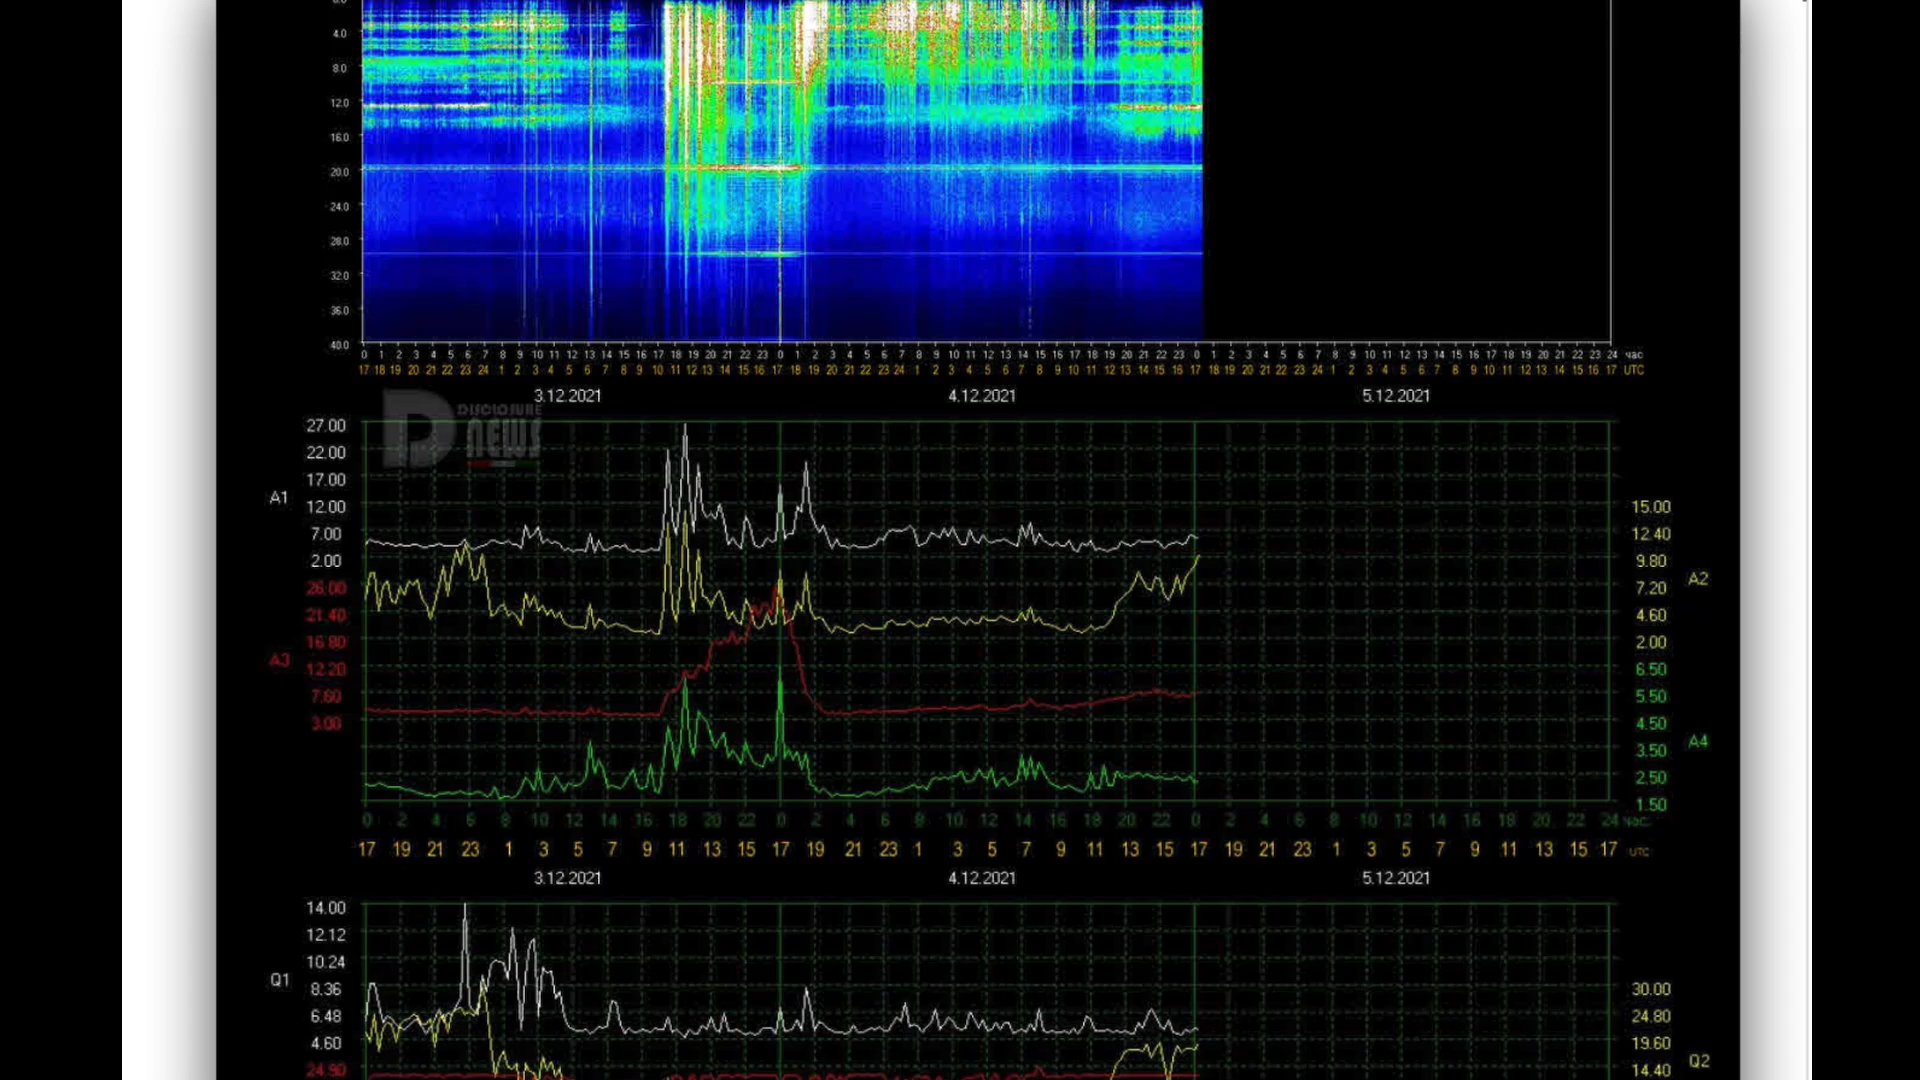 4.0
8.0
12.0
16.0
20.0
24.0
28.0
32.0
36.0
40.0
0 1 2 3 4 5 6 7 8 9 10 11 12 13 14 15 16 17 18 19 20 21 22 23 0 1 2 3 4 5 6 7 8 9 10 11 12 13 14 15 16 17 18 19 20 21 22 23 0 1 2 3 4 5 6 7 8 9 10 11 12 13 14 15 16 17 18 19 20 21 22 23 24 час
17 18 19 20 21 22 23 24 1 2 3 4 5 6 7 8 9 10 11 12 13 14 15 16 17 18 19 20 21 22 23 24 1 2 3 4 5 6 7 8 9 10 11 12 13 14 15 16 17 18 19 20 21 22 23 24 1 2 3 4 5 6 7 8 9 10 11 12 13 14 15 16 17 UTC
3.12.2021 4.12.2021 5.12.2021
DISCLOSURE
NEWS
27.00
22.00
17.00
A1
12.00 15.00
7.00 12.40
2.00 9.80
A2
26.00 7.20
21.40 4.60
16.80 2.00
A3
12.20 6.50
7.60 5.50
3.00 4.50
A4
3.50
2.50
1.50
0 2 4 6 8 10 12 14 16 18 20 22 0 2 4 6 8 10 12 14 16 18 20 22 0 2 4 6 8 10 12 14 16 18 20 22 24 час
17 19 21 23 1 3 5 7 9 11 13 15 17 19 21 23 1 3 5 7 9 11 13 15 17 19 21 23 1 3 5 7 9 11 13 15 17 UTC
3.12.2021 4.12.2021 5.12.2021
14.00
12.12
10.24
Q1
8.36 30.00
6.48 24.80
4.60 19.60
Q2
24.90 14.40